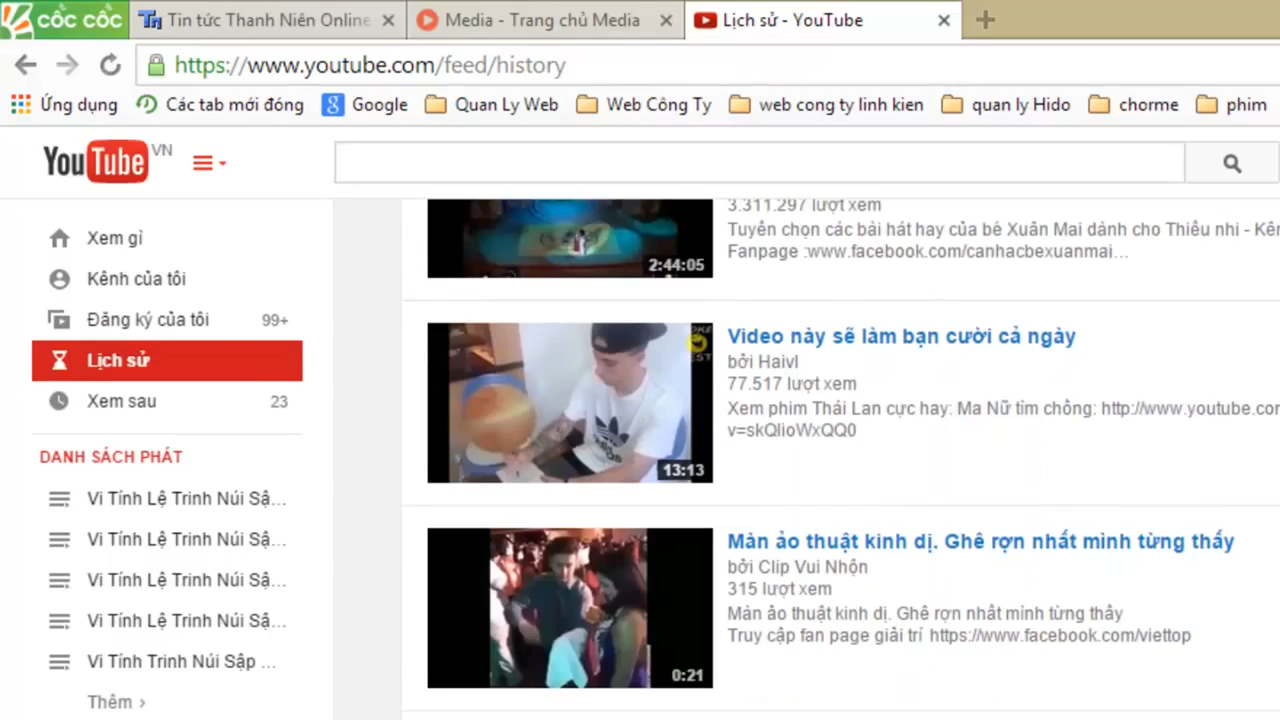 cốc cốc
Tin tức Thanh Niên Online
Media - Trang chủ Media
Lịch sử - YouTube
https://www.youtube.com/feed/history
Ứng dụng
Các tab mới đóng
Google
Quan Ly Web
Web Công Ty
web cong ty linh kien
quan ly Hido
chorme
phim
YouTube VN
Xem gì
Kênh của tôi
Đăng ký của tôi 99+
Lịch sử
Xem sau 23
DANH SÁCH PHÁT
Vi Tính Lệ Trinh Núi Sậ...
Vi Tính Lệ Trinh Núi Sậ...
Vi Tính Lệ Trinh Núi Sậ...
Vi Tính Lệ Trinh Núi Sậ...
Vi Tính Trinh Núi Sập ...
Thêm ›
2:44:05
3.311.297 lượt xem
Tuyển chọn các bài hát hay của bé Xuân Mai dành cho Thiếu nhi - Kên
Fanpage :www.facebook.com/canhacbexuanmai...
13:13
Video này sẽ làm bạn cười cả ngày
bởi Haivl
77.517 lượt xem
Xem phim Thái Lan cực hay: Ma Nữ tìm chồng: http://www.youtube.cor
v=skQlioWxQQ0
0:21
Màn ảo thuật kinh dị. Ghê rợn nhất mình từng thấy
bởi Clip Vui Nhộn
315 lượt xem
Màn ảo thuật kinh dị. Ghê rợn nhất mình từng thấy
Truy cập fan page giải trí https://www.facebook.com/viettop